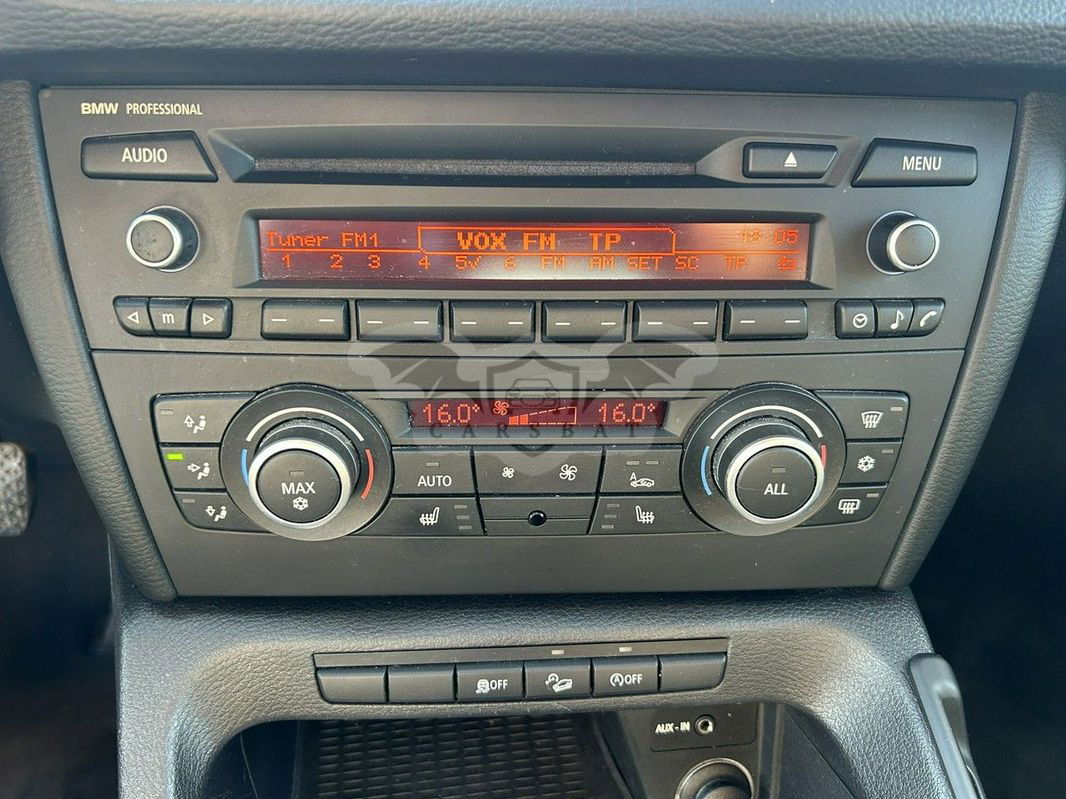 BMW PROFESSIONAL
AUDIO
MENU
Tuner FM1 VOX FM TP 18:05
1 2 3 4 5 6 FM AM SET SC TP
m
16.0° 16.0°
CARSBAT
MAX
AUTO
A
ALL
OFF
OFF
AUX-IN